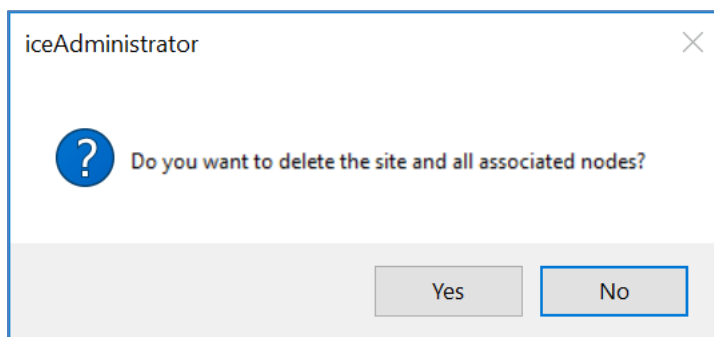 iceAdministrator
Do you want to delete the site and all associated nodes?
Yes No